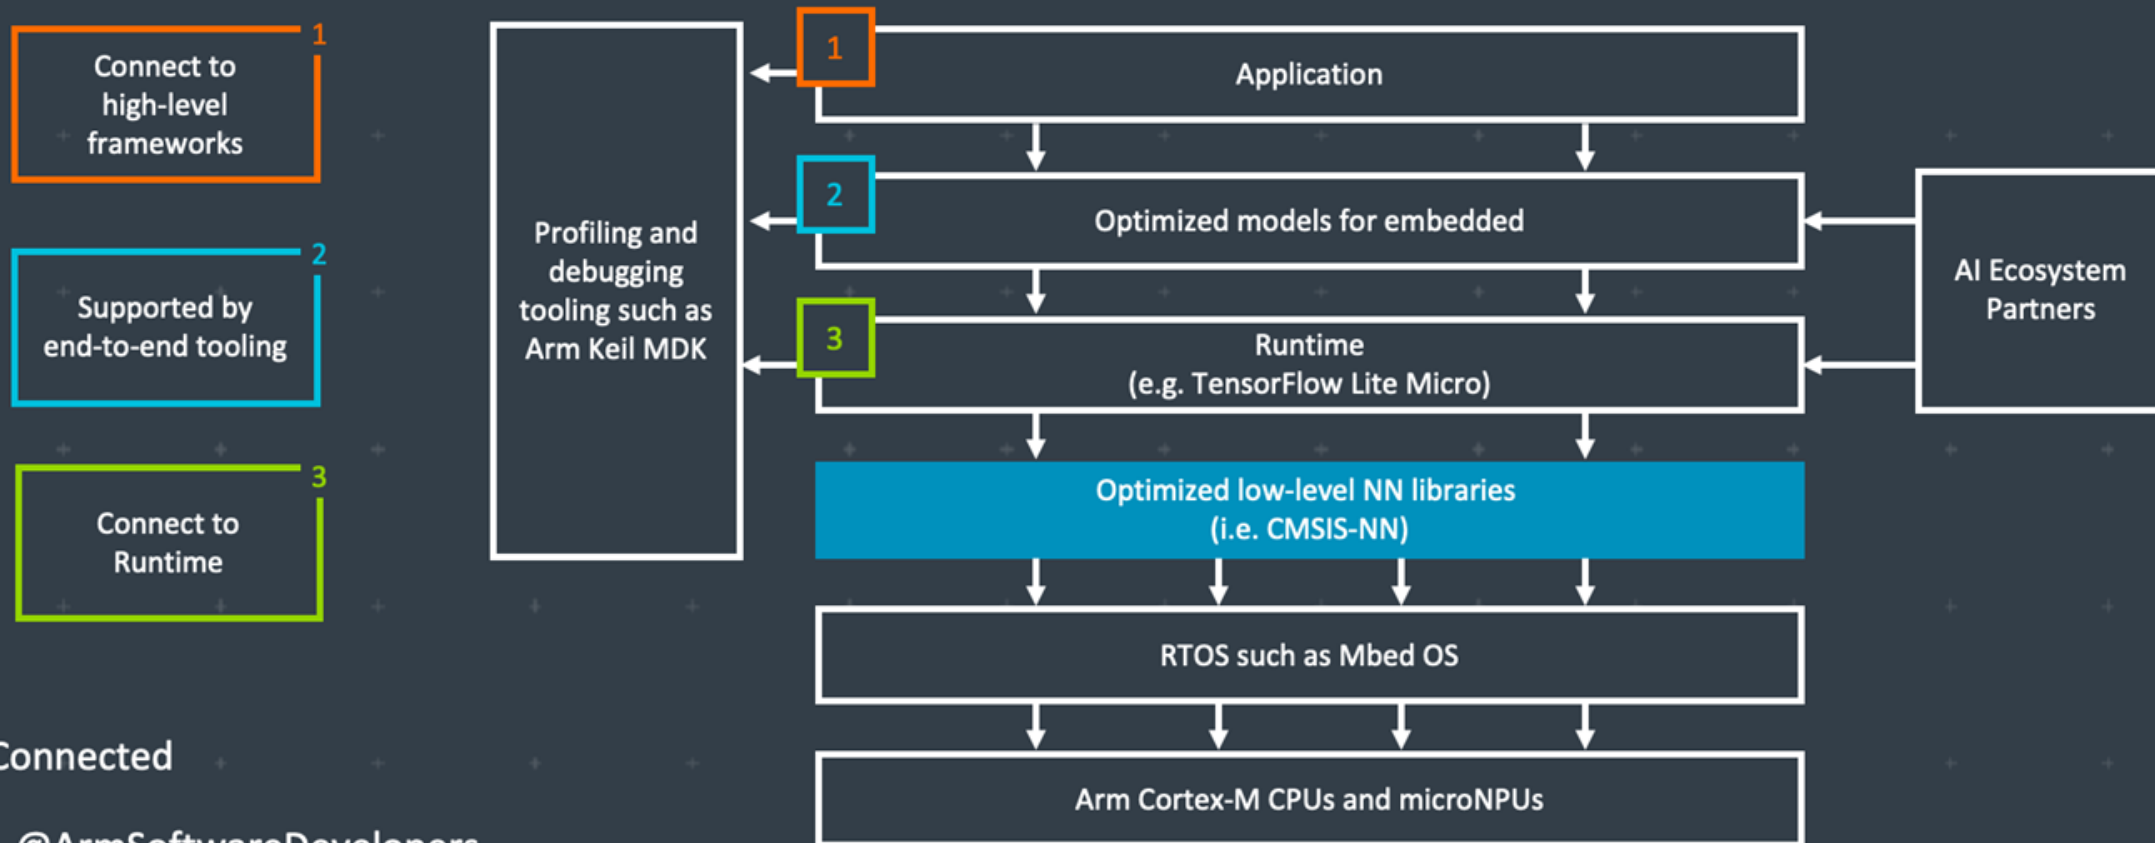 1
Connect to
high-level
frameworks
2
Supported by
end-to-end tooling
3
Connect to
Runtime
Profiling and
debugging
tooling such as
Arm Keil MDK
1
Application
2
Optimized models for embedded
3
Runtime
(e.g. TensorFlow Lite Micro)
Optimized low-level NN libraries
(i.e. CMSIS-NN)
RTOS such as Mbed OS
Arm Cortex-M CPUs and microNPUs
AI Ecosystem
Partners
Connected
@ArmSoftwareDevelopers